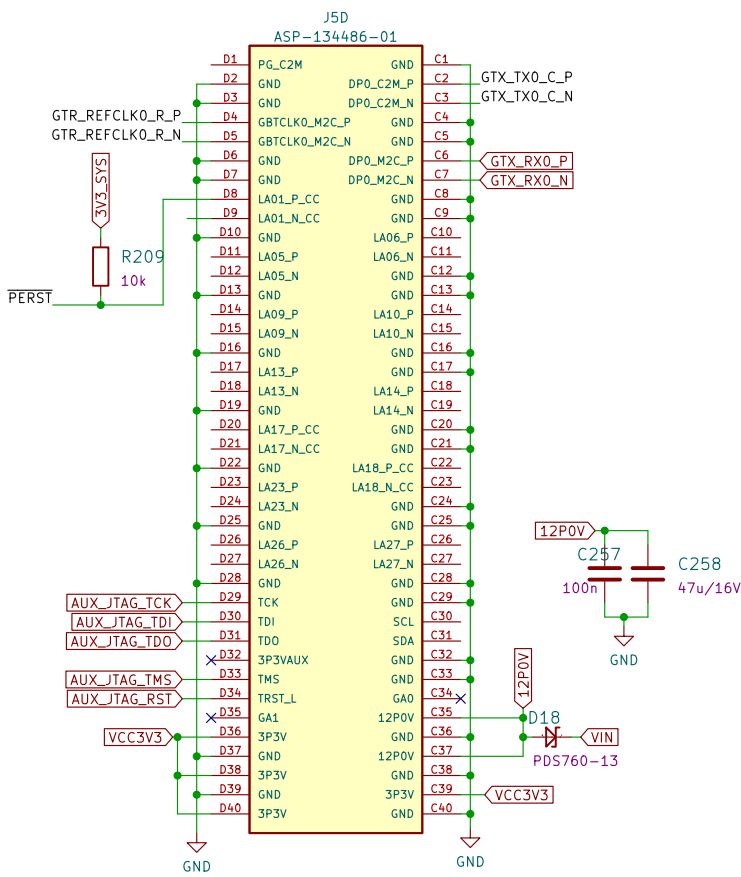 J5D
ASP-134486-01
D1 PG_C2M GND C1
D2 GND DP0_C2M_P C2 GTX_TX0_C_P
D3 GND DP0_C2M_N C3 GTX_TX0_C_N
GTR_REFCLK0_R_P D4 GBTCLK0_M2C_P GND C4
GTR_REFCLK0_R_N D5 GBTCLK0_M2C_N GND C5
D6 GND DP0_M2C_P C6 GTX_RX0_P
D7 GND DP0_M2C_N C7 GTX_RX0_N
3V3_SYS D8 LA01_P_CC GND C8
D9 LA01_N_CC GND C9
D10 GND LA06_P C10
R209 D11 LA05_P LA06_N C11
10k D12 LA05_N GND C12
PERST D13 GND GND C13
D14 LA09_P LA10_P C14
D15 LA09_N LA10_N C15
D16 GND GND C16
D17 LA13_P GND C17
D18 LA13_N LA14_P C18
D19 GND LA14_N C19
D20 LA17_P_CC GND C20
D21 LA17_N_CC GND C21
D22 GND LA18_P_CC C22
D23 LA23_P LA18_N_CC C23
D24 LA23_N GND C24
D25 GND GND C25
D26 LA26_P LA27_P C26
D27 LA26_N LA27_N C27
D28 GND GND C28
AUX_JTAG_TCK D29 TCK GND C29
AUX_JTAG_TDI D30 TDI SCL C30
AUX_JTAG_TDO D31 TDO SDA C31
D32 3P3VAUX GND C32
AUX_JTAG_TMS D33 TMS GND C33
AUX_JTAG_RST D34 TRST_L GA0 C34
D35 GA1 12P0V C35
VCC3V3 D36 3P3V GND C36
D37 GND 12P0V C37
D38 3P3V GND C38
D39 GND 3P3V C39 VCC3V3
D40 3P3V GND C40
GND
GND
12P0V
C257
100n
C258
47u/16V
GND
12P0V
D18
VIN
PDS760-13